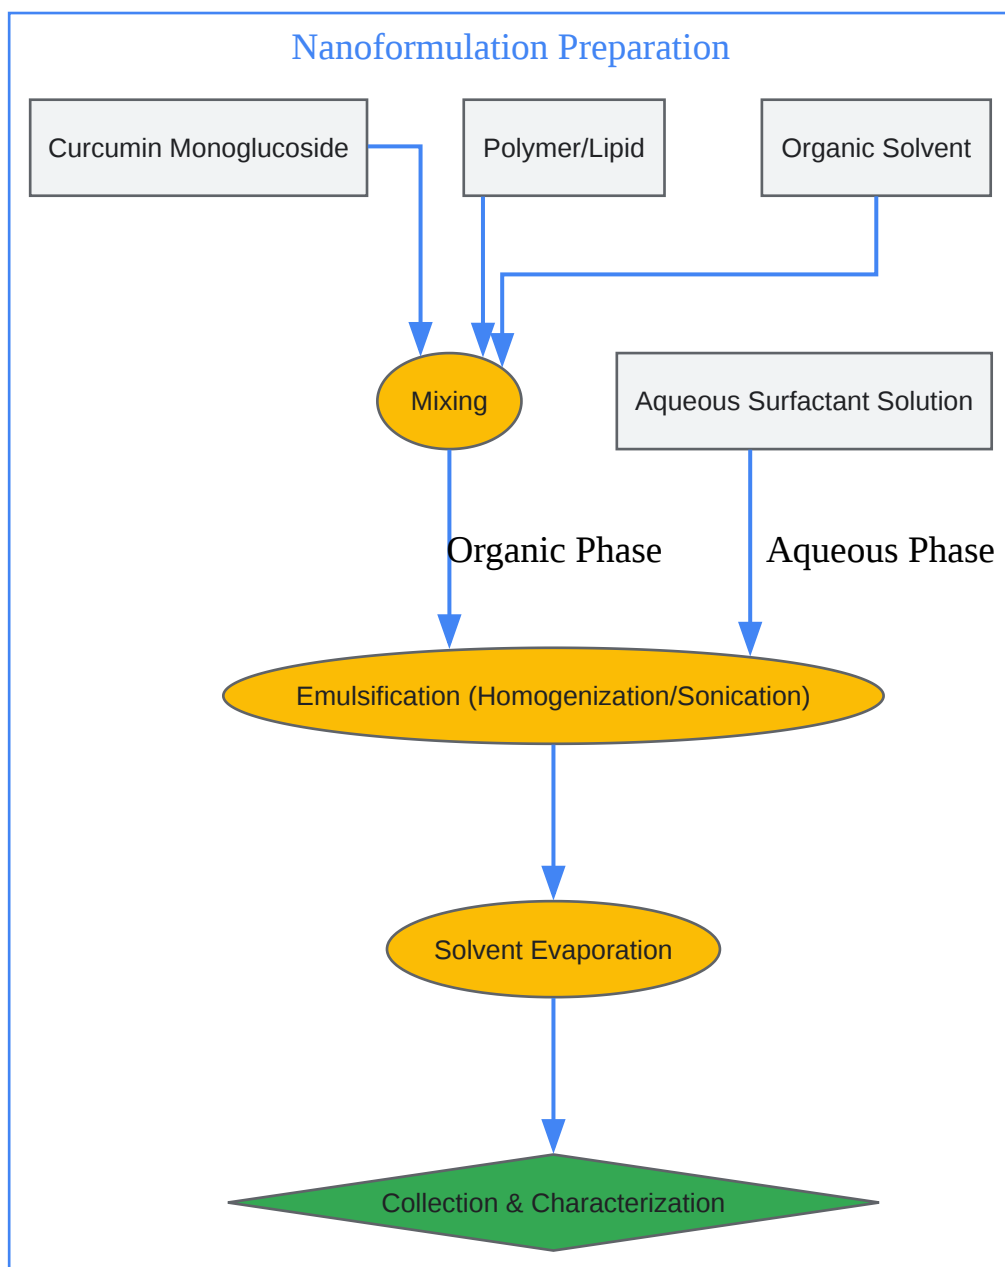 Nanoformulation Preparation
Curcumin Monoglucoside
Polymer/Lipid
Organic Solvent
Mixing
Aqueous Surfactant Solution
Organic Phase
Aqueous Phase
Emulsification (Homogenization/Sonication)
Solvent Evaporation
Collection & Characterization